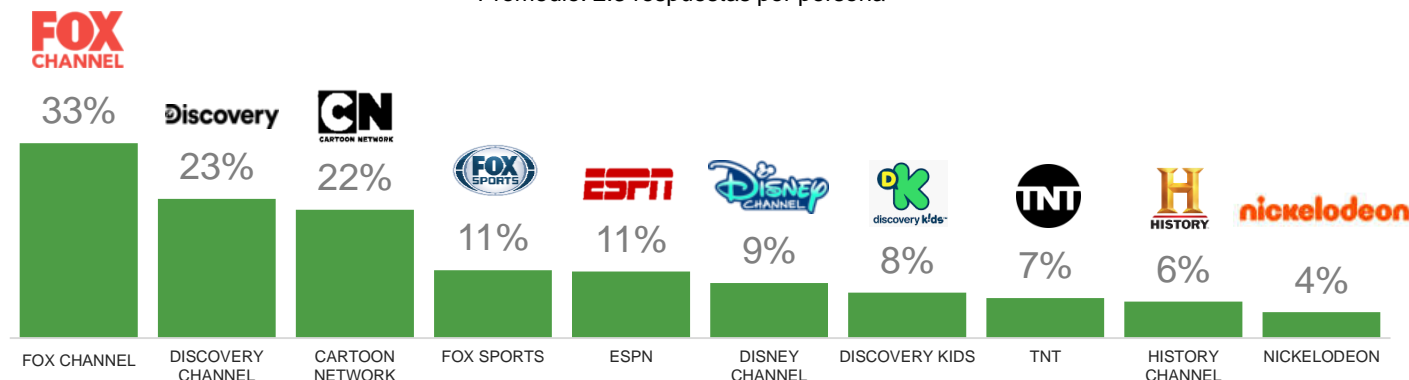 FOX
CHANNEL
33%
Discovery
23%
CN
CARTOON NETWORK
22%
FOX
SPORTS
11%
ESPN
11%
DISNEY
CHANNEL
9%
DK
discovery kids
8%
TNT
7%
H
HISTORY
6%
nickelodeon
4%
FOX CHANNEL
DISCOVERY
CHANNEL
CARTOON
NETWORK
FOX SPORTS
ESPN
DISNEY
CHANNEL
DISCOVERY KIDS
TNT
HISTORY
CHANNEL
NICKELODEON